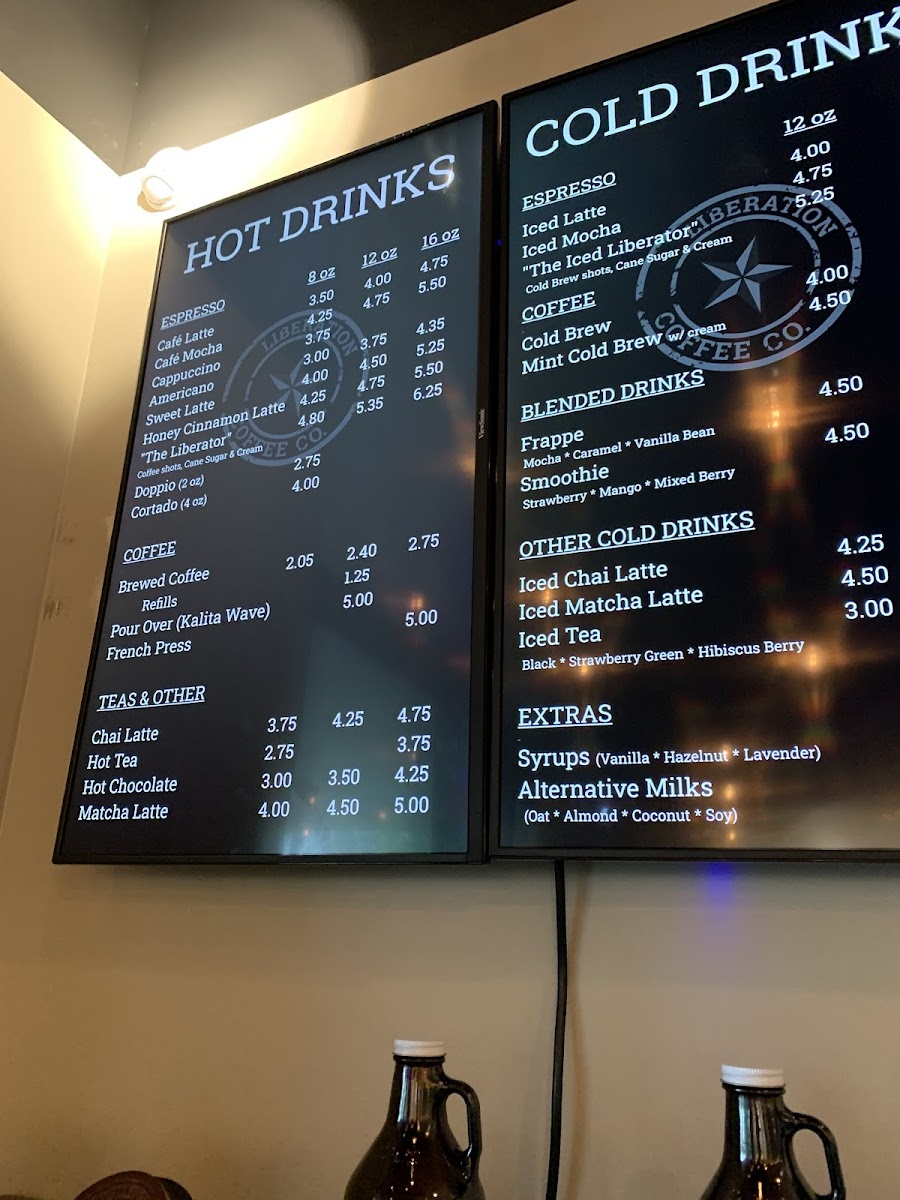 HOT DRINKS
8 oz 12 oz 16 oz
ESPRESSO
Café Latte 3.50 4.00 4.75
Café Mocha 4.25 4.75 5.50
Cappuccino 3.75
Americano 3.00 3.75 4.35
Sweet Latte 4.00 4.50 5.25
Honey Cinnamon Latte 4.25 4.75 5.50
"The Liberator" 4.80 5.35 6.25
Coffee shots, Cane Sugar & Cream
Doppio (2 oz) 2.75
Cortado (4 oz) 4.00
COFFEE
Brewed Coffee 2.05 2.40 2.75
Refills 1.25
Pour Over (Kalita Wave) 5.00
French Press 5.00
TEAS & OTHER
Chai Latte 3.75 4.25 4.75
Hot Tea 2.75 3.75
Hot Chocolate 3.00 3.50 4.25
Matcha Latte 4.00 4.50 5.00
LIBERATION
COFFEE CO.
ViewSonic
COLD DRINK
12 oz
ESPRESSO
Iced Latte 4.00
Iced Mocha 4.75
"The Iced Liberator" 5.25
Cold Brew shots, Cane Sugar & Cream
COFFEE
Cold Brew 4.00
Mint Cold Brew w/ cream 4.50
BLENDED DRINKS
Frappe 4.50
Mocha * Caramel * Vanilla Bean
Smoothie 4.50
Strawberry * Mango * Mixed Berry
OTHER COLD DRINKS
Iced Chai Latte 4.25
Iced Matcha Latte 4.50
Iced Tea 3.00
Black * Strawberry Green * Hibiscus Berry
EXTRAS
Syrups (Vanilla * Hazelnut * Lavender)
Alternative Milks
(Oat * Almond * Coconut * Soy)
LIBERATION
COFFEE CO.